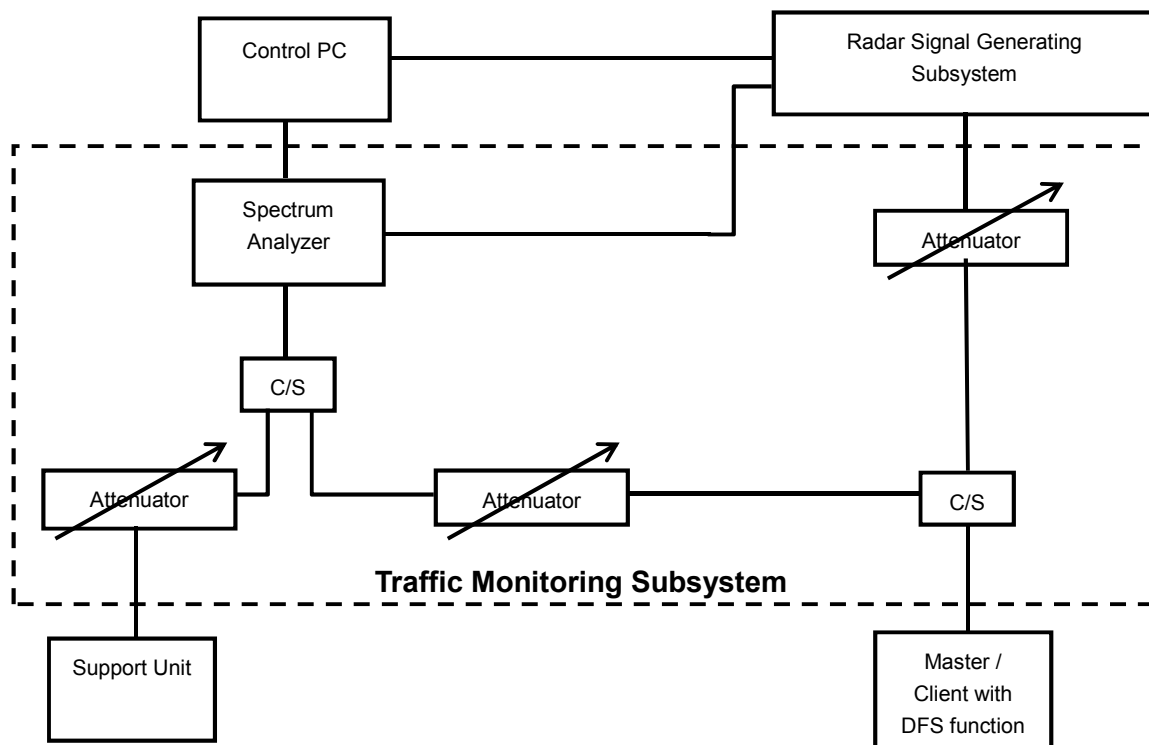 Control PC
Radar Signal Generating
Subsystem
Spectrum
Analyzer
Attenuator
C/S
Attenuator
Attenuator
C/S
Traffic Monitoring Subsystem
Support Unit
Master /
Client with
DFS function